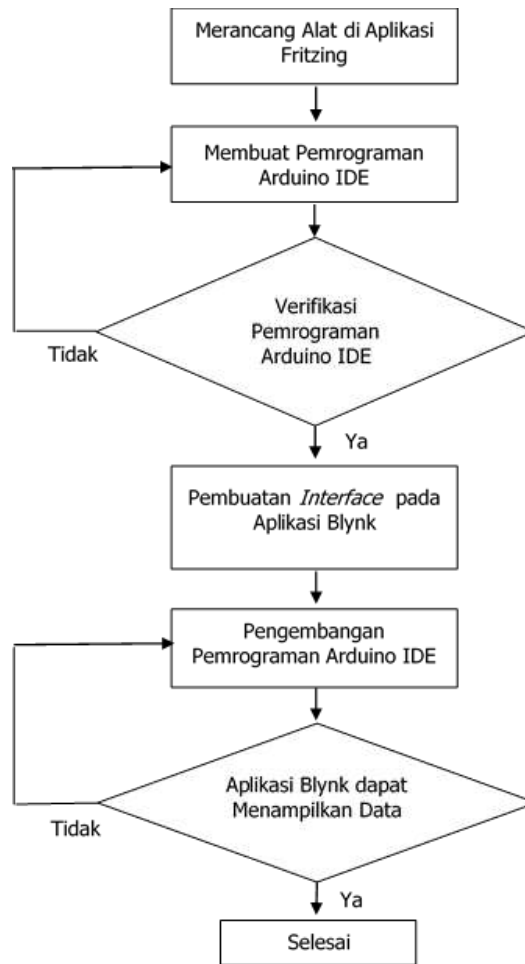 Merancang Alat di Aplikasi
Fritzing
Membuat Pemrograman
Arduino IDE
Verifikasi
Pemrograman
Arduino IDE
Tidak
Ya
Pembuatan Interface pada
Aplikasi Blynk
Pengembangan
Pemrograman Arduino IDE
Aplikasi Blynk dapat
Menampilkan Data
Tidak
Ya
Selesai